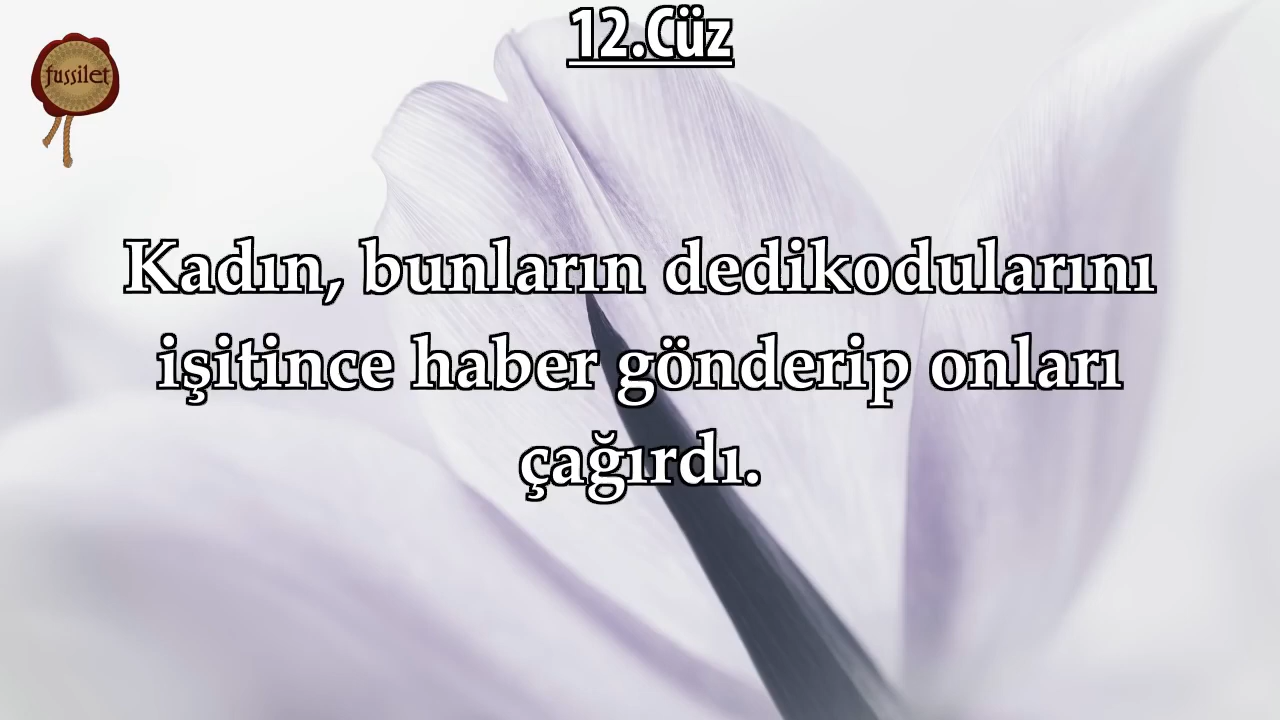 12.Cüz
fussilet
Kadın, bunların dedikodularını
işitince haber gönderip onları
çağırdı.